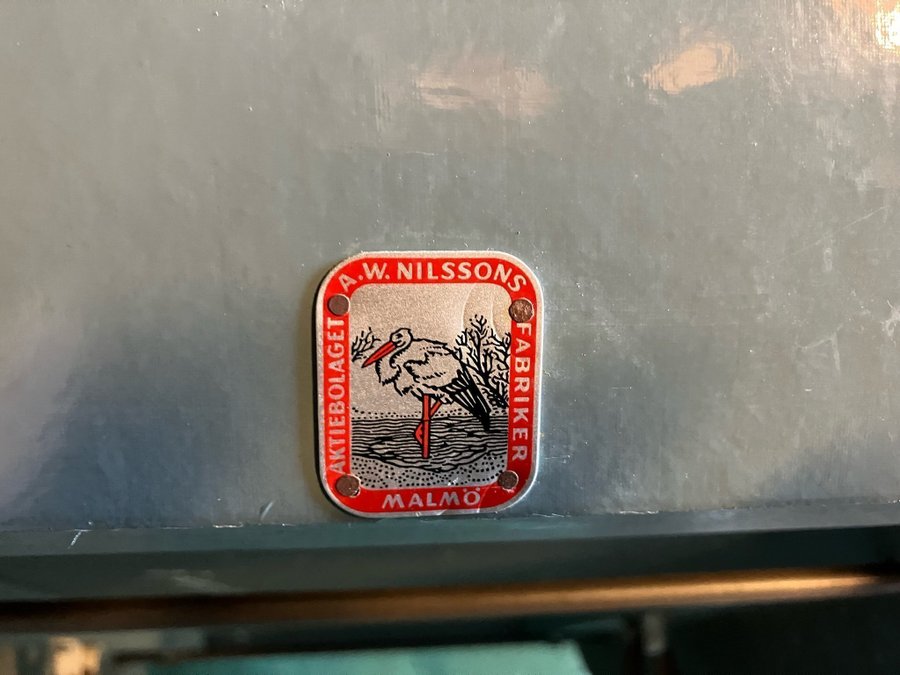 AKTIEBOLAGET
A.W. NILSSONS
FABRIKER
MALMÖ